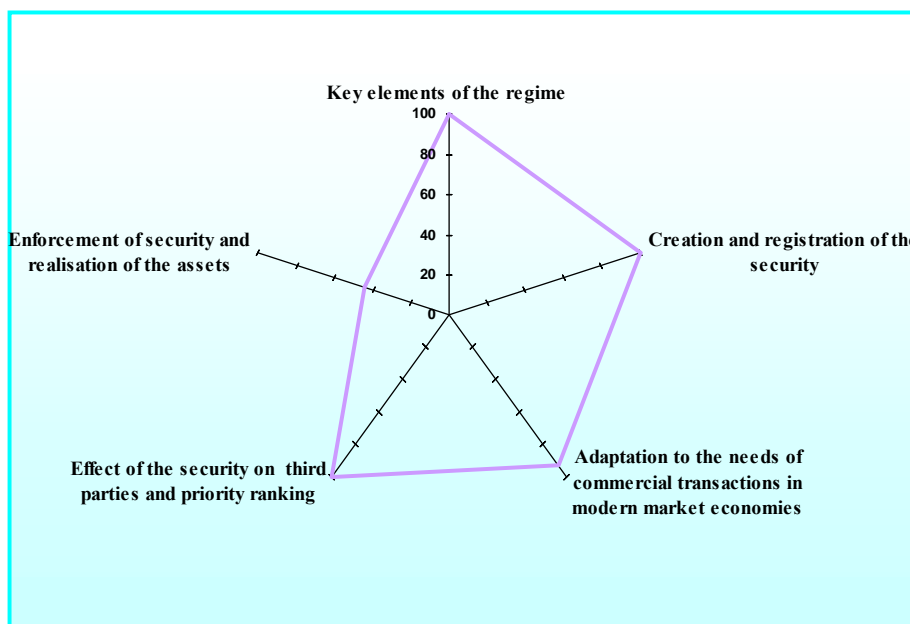 Key elements of the regime
100
80
60
40
20
0
Enforcement of security and
realisation of the assets
Creation and registration of the
security
Effect of the security on third
parties and priority ranking
Adaptation to the needs of
commercial transactions in
modern market economies